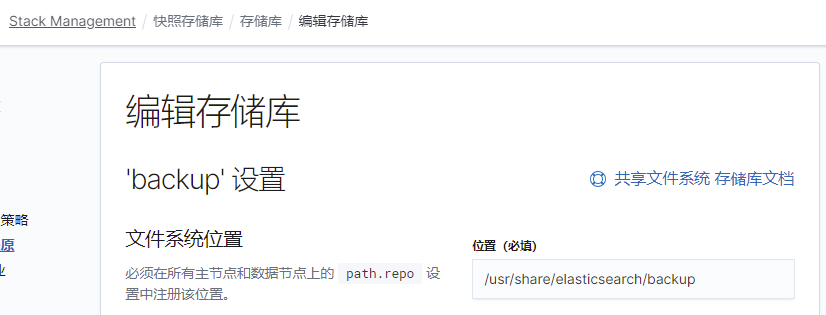 Stack Management / 快照存储库 / 存储库 / 编辑存储库
编辑存储库
'backup' 设置
共享文件系统 存储库文档
策略
文件系统位置
原
位置（必填）
必须在所有主节点和数据节点上的 path.repo 设
置中注册该位置。
/usr/share/elasticsearch/backup